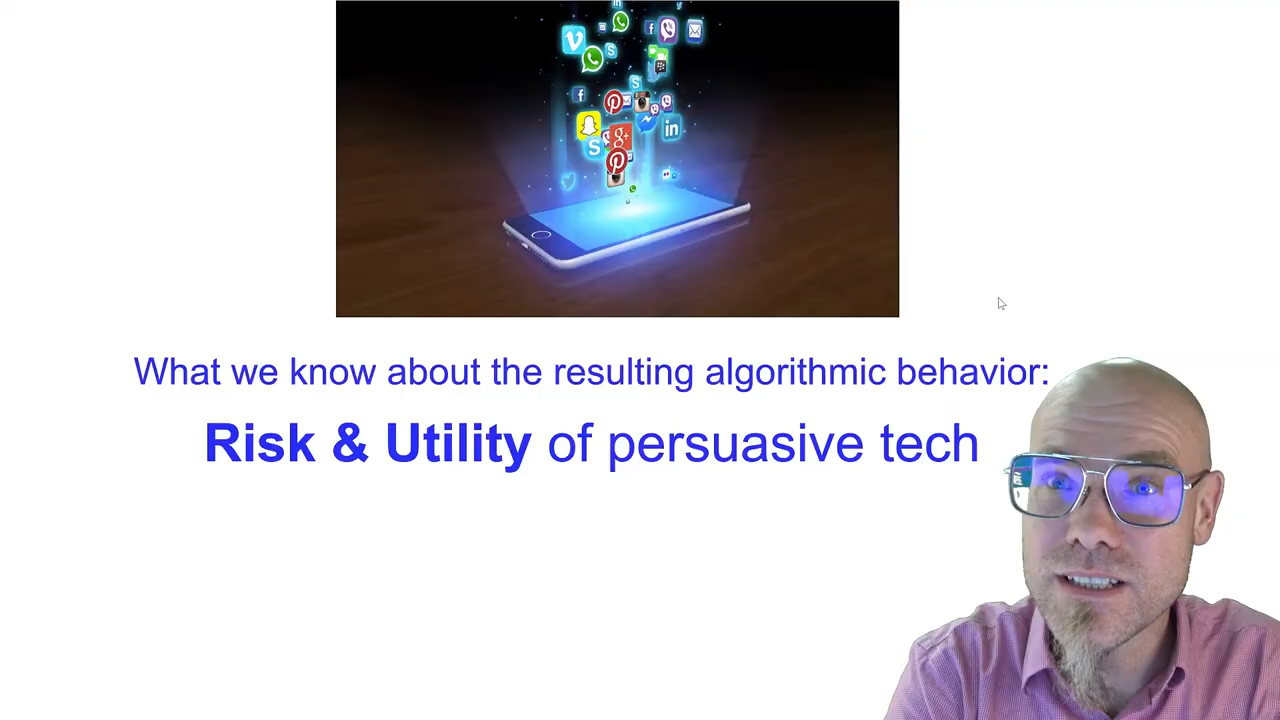 What we know about the resulting algorithmic behavior:
Risk & Utility of persuasive tech